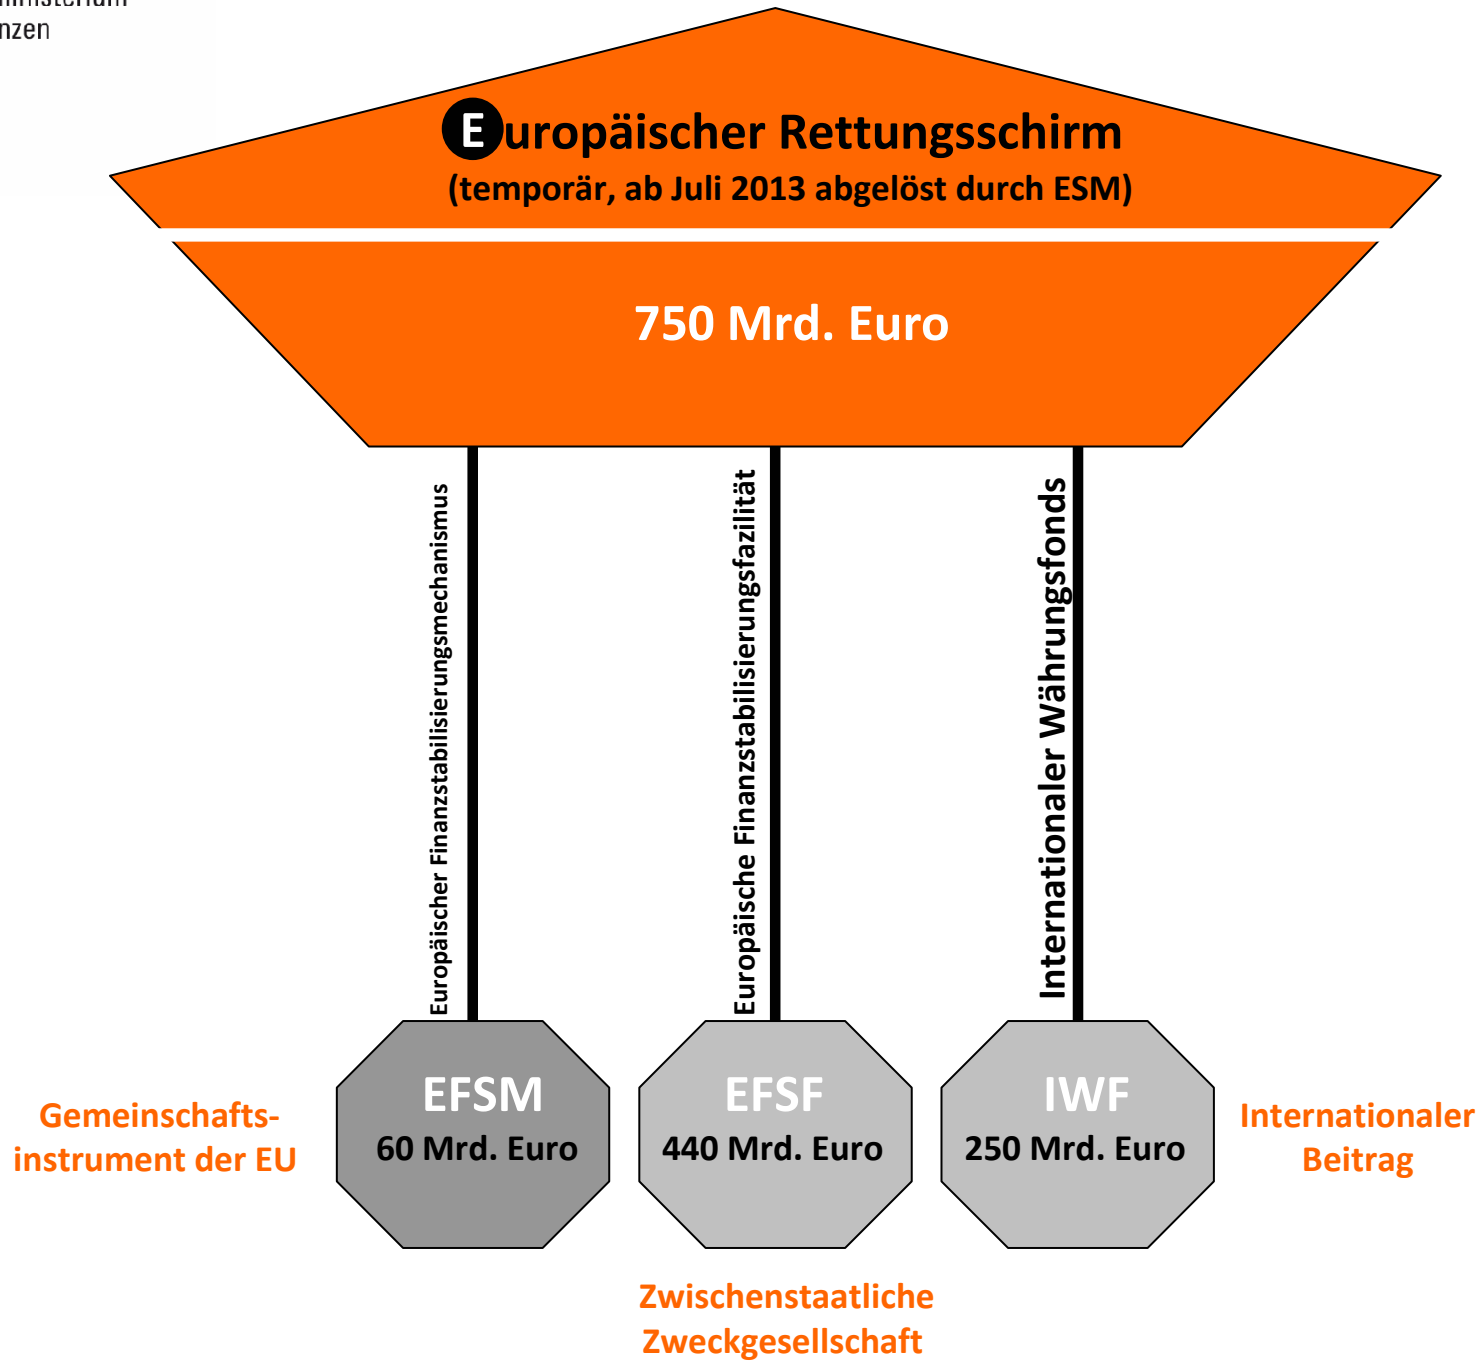 nzen
Europäischer Rettungsschirm
(temporär, ab Juli 2013 abgelöst durch ESM)
750 Mrd. Euro
Europäischer Finanzstabilisierungsmechanismus
Europäische Finanzstabilisierungsfazilität
Internationaler Währungsfonds
Gemeinschafts-
instrument der EU
EFSM
60 Mrd. Euro
EFSF
440 Mrd. Euro
IWF
250 Mrd. Euro
Internationaler
Beitrag
Zwischenstaatliche
Zweckgesellschaft